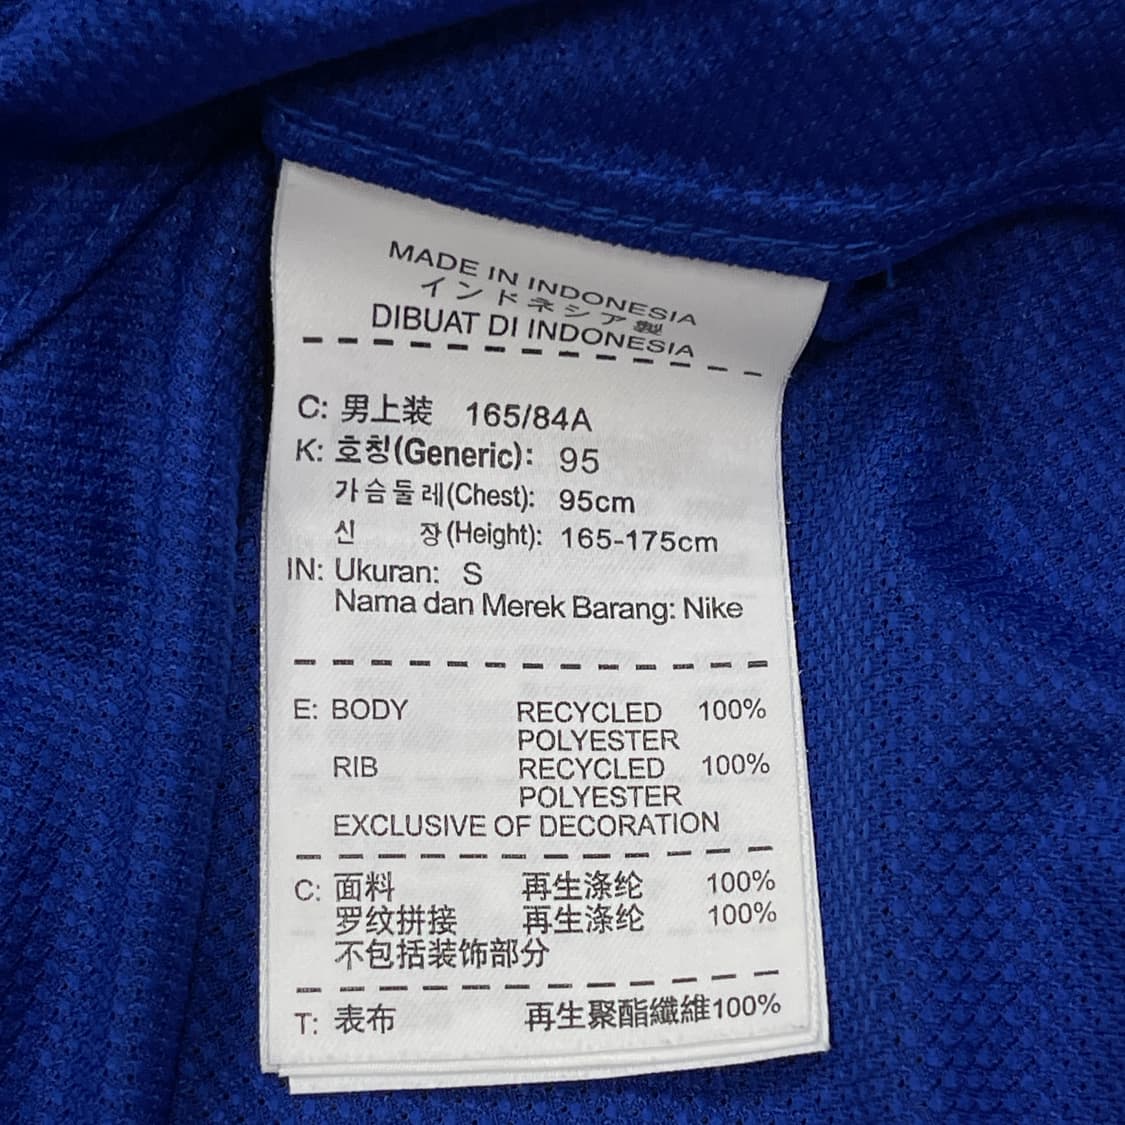 MADE IN INDONESIA
インドネシア製
DIBUAT DI INDONESIA
C: 男上装 165/84A
K: 호칭(Generic): 95
가슴둘레(Chest): 95cm
신 장(Height): 165-175cm
IN: Ukuran: S
Nama dan Merek Barang: Nike
E: BODY RECYCLED 100%
POLYESTER
RIB RECYCLED 100%
POLYESTER
EXCLUSIVE OF DECORATION
C: 面料 再生涤纶 100%
罗纹拼接 再生涤纶 100%
不包括装饰部分
T: 表布 再生聚酯纖維100%